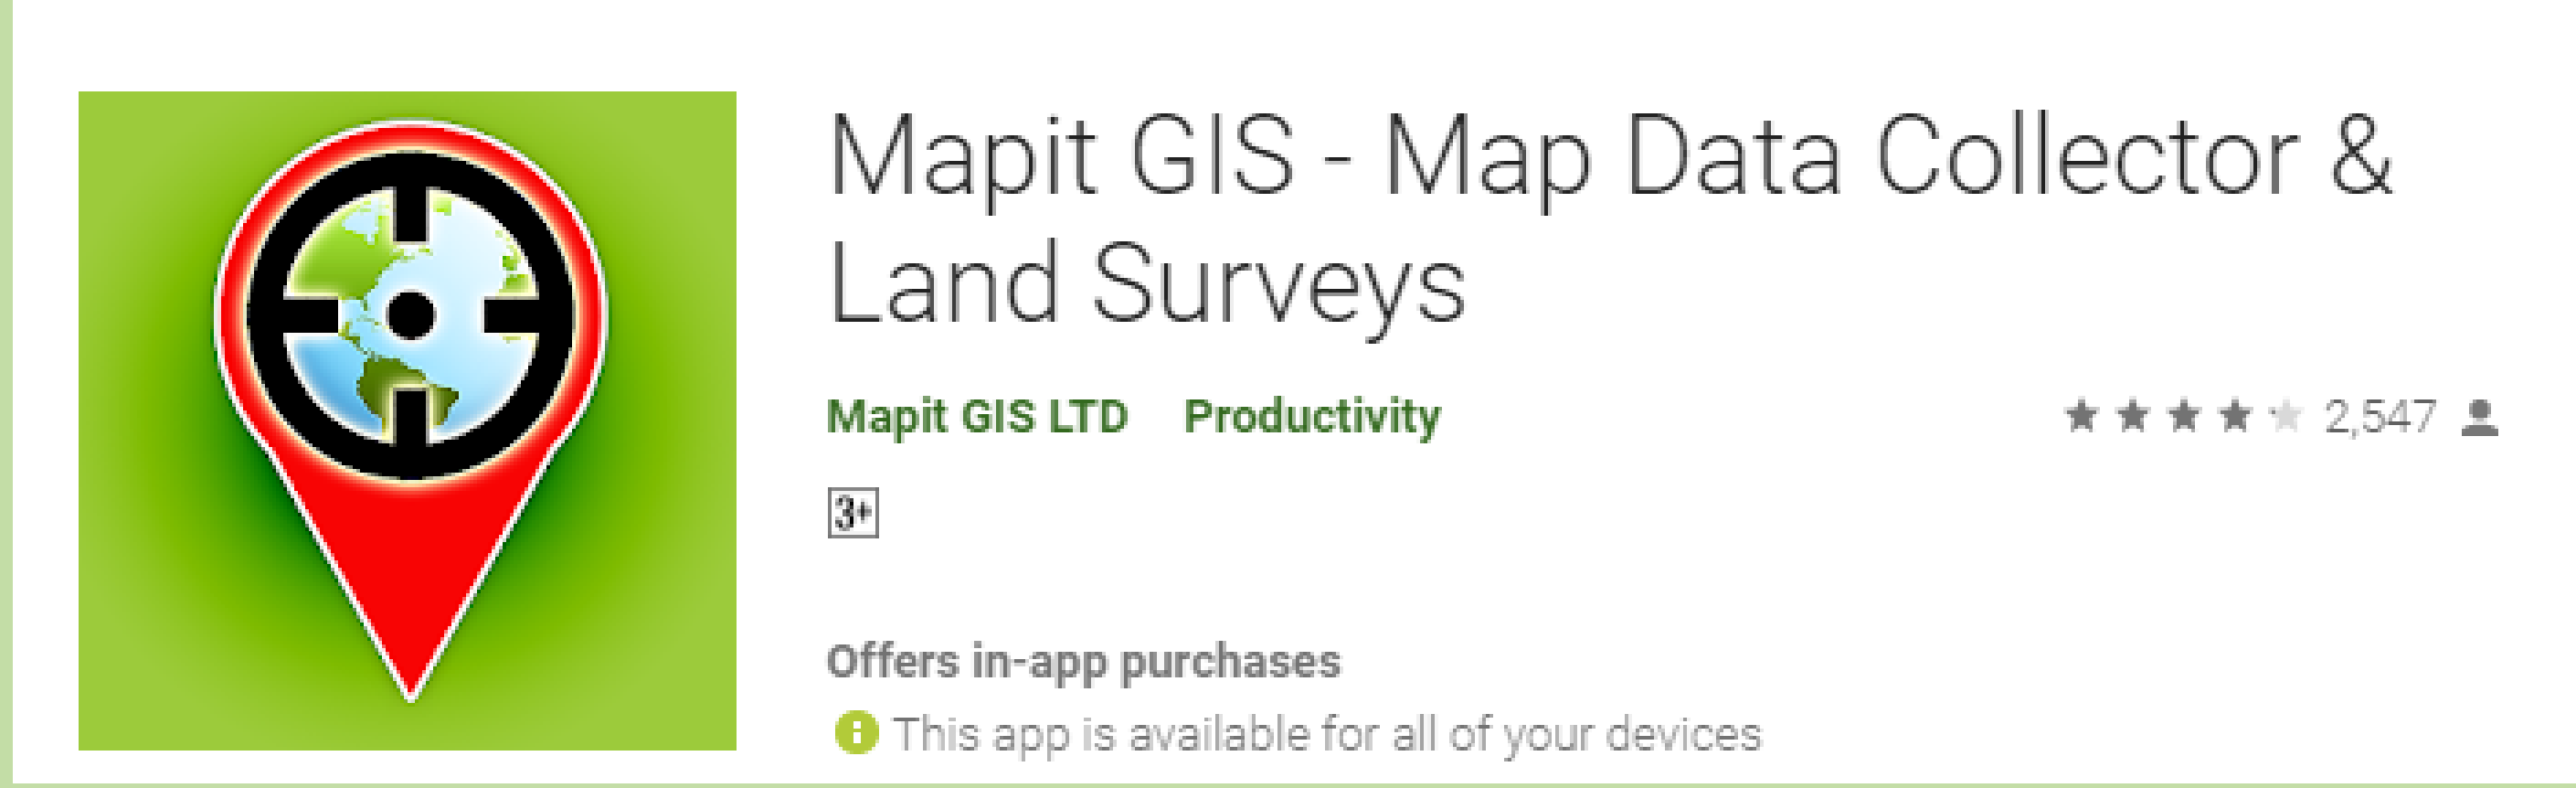 Mapit GIS - Map Data Collector &
Land Surveys
Mapit GIS LTD Productivity 2,547
3+
Offers in-app purchases
This app is available for all of your devices